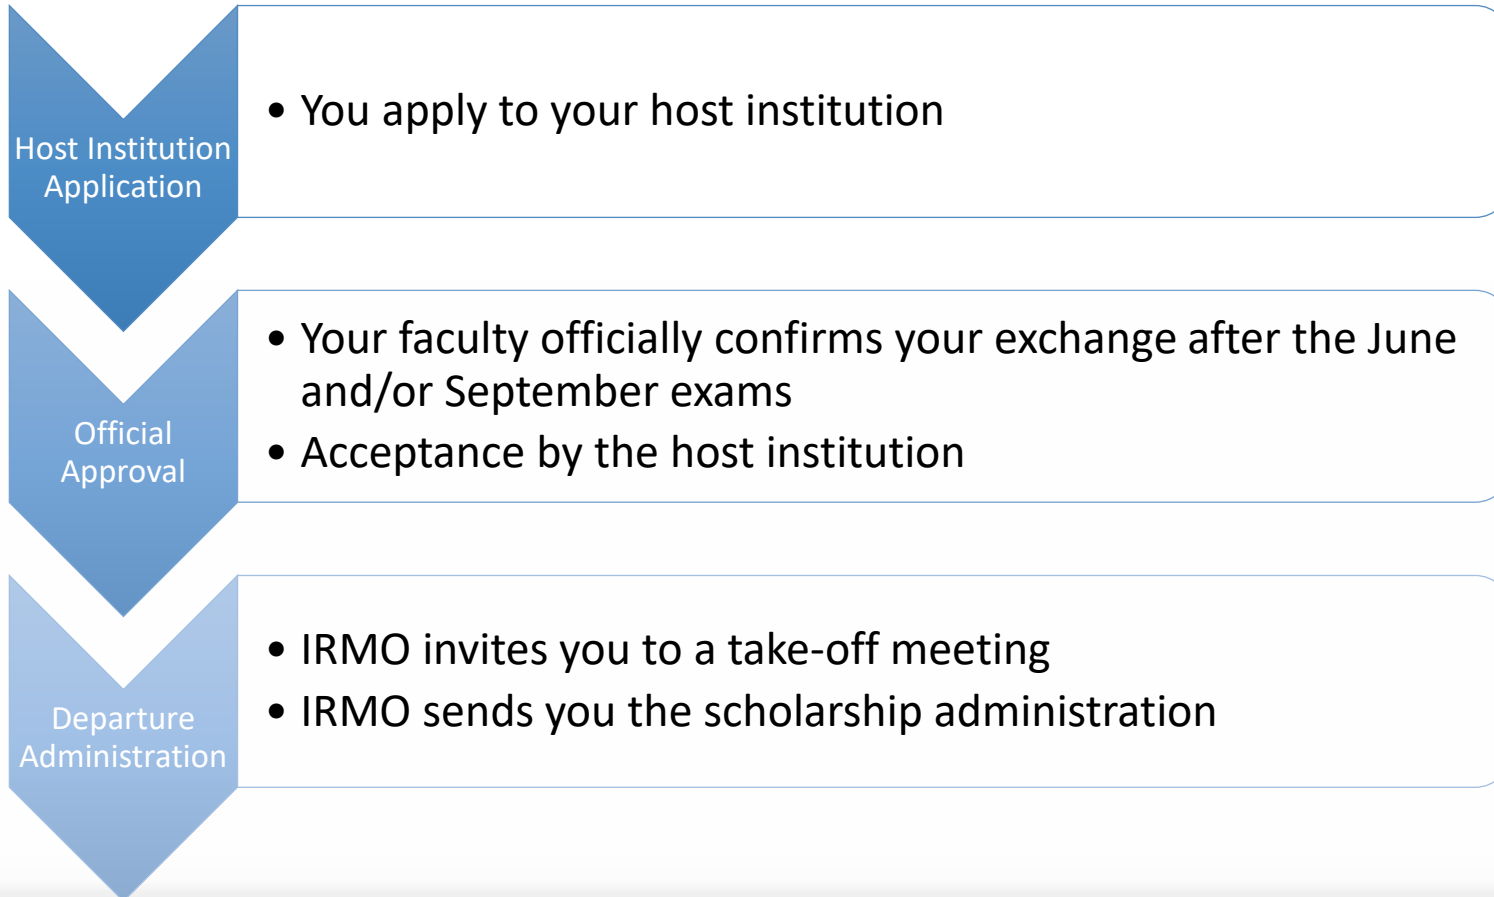 Host Institution
Application
• You apply to your host institution
Official
Approval
• Your faculty officially confirms your exchange after the June
and/or September exams
• Acceptance by the host institution
Departure
Administration
• IRMO invites you to a take-off meeting
• IRMO sends you the scholarship administration